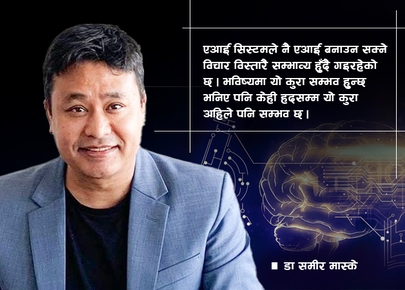 एआई सिस्टमले नै एआई बनाउन सक्ने
विचार विस्तारै सम्भाव्य हुँदै गइरहेको
छ । भविष्यमा यो कुरा सम्भव हुन्छ
भनिए पनि केही हदसम्म यो कुरा
अहिले पनि सम्भव छ ।
डा समीर मास्के